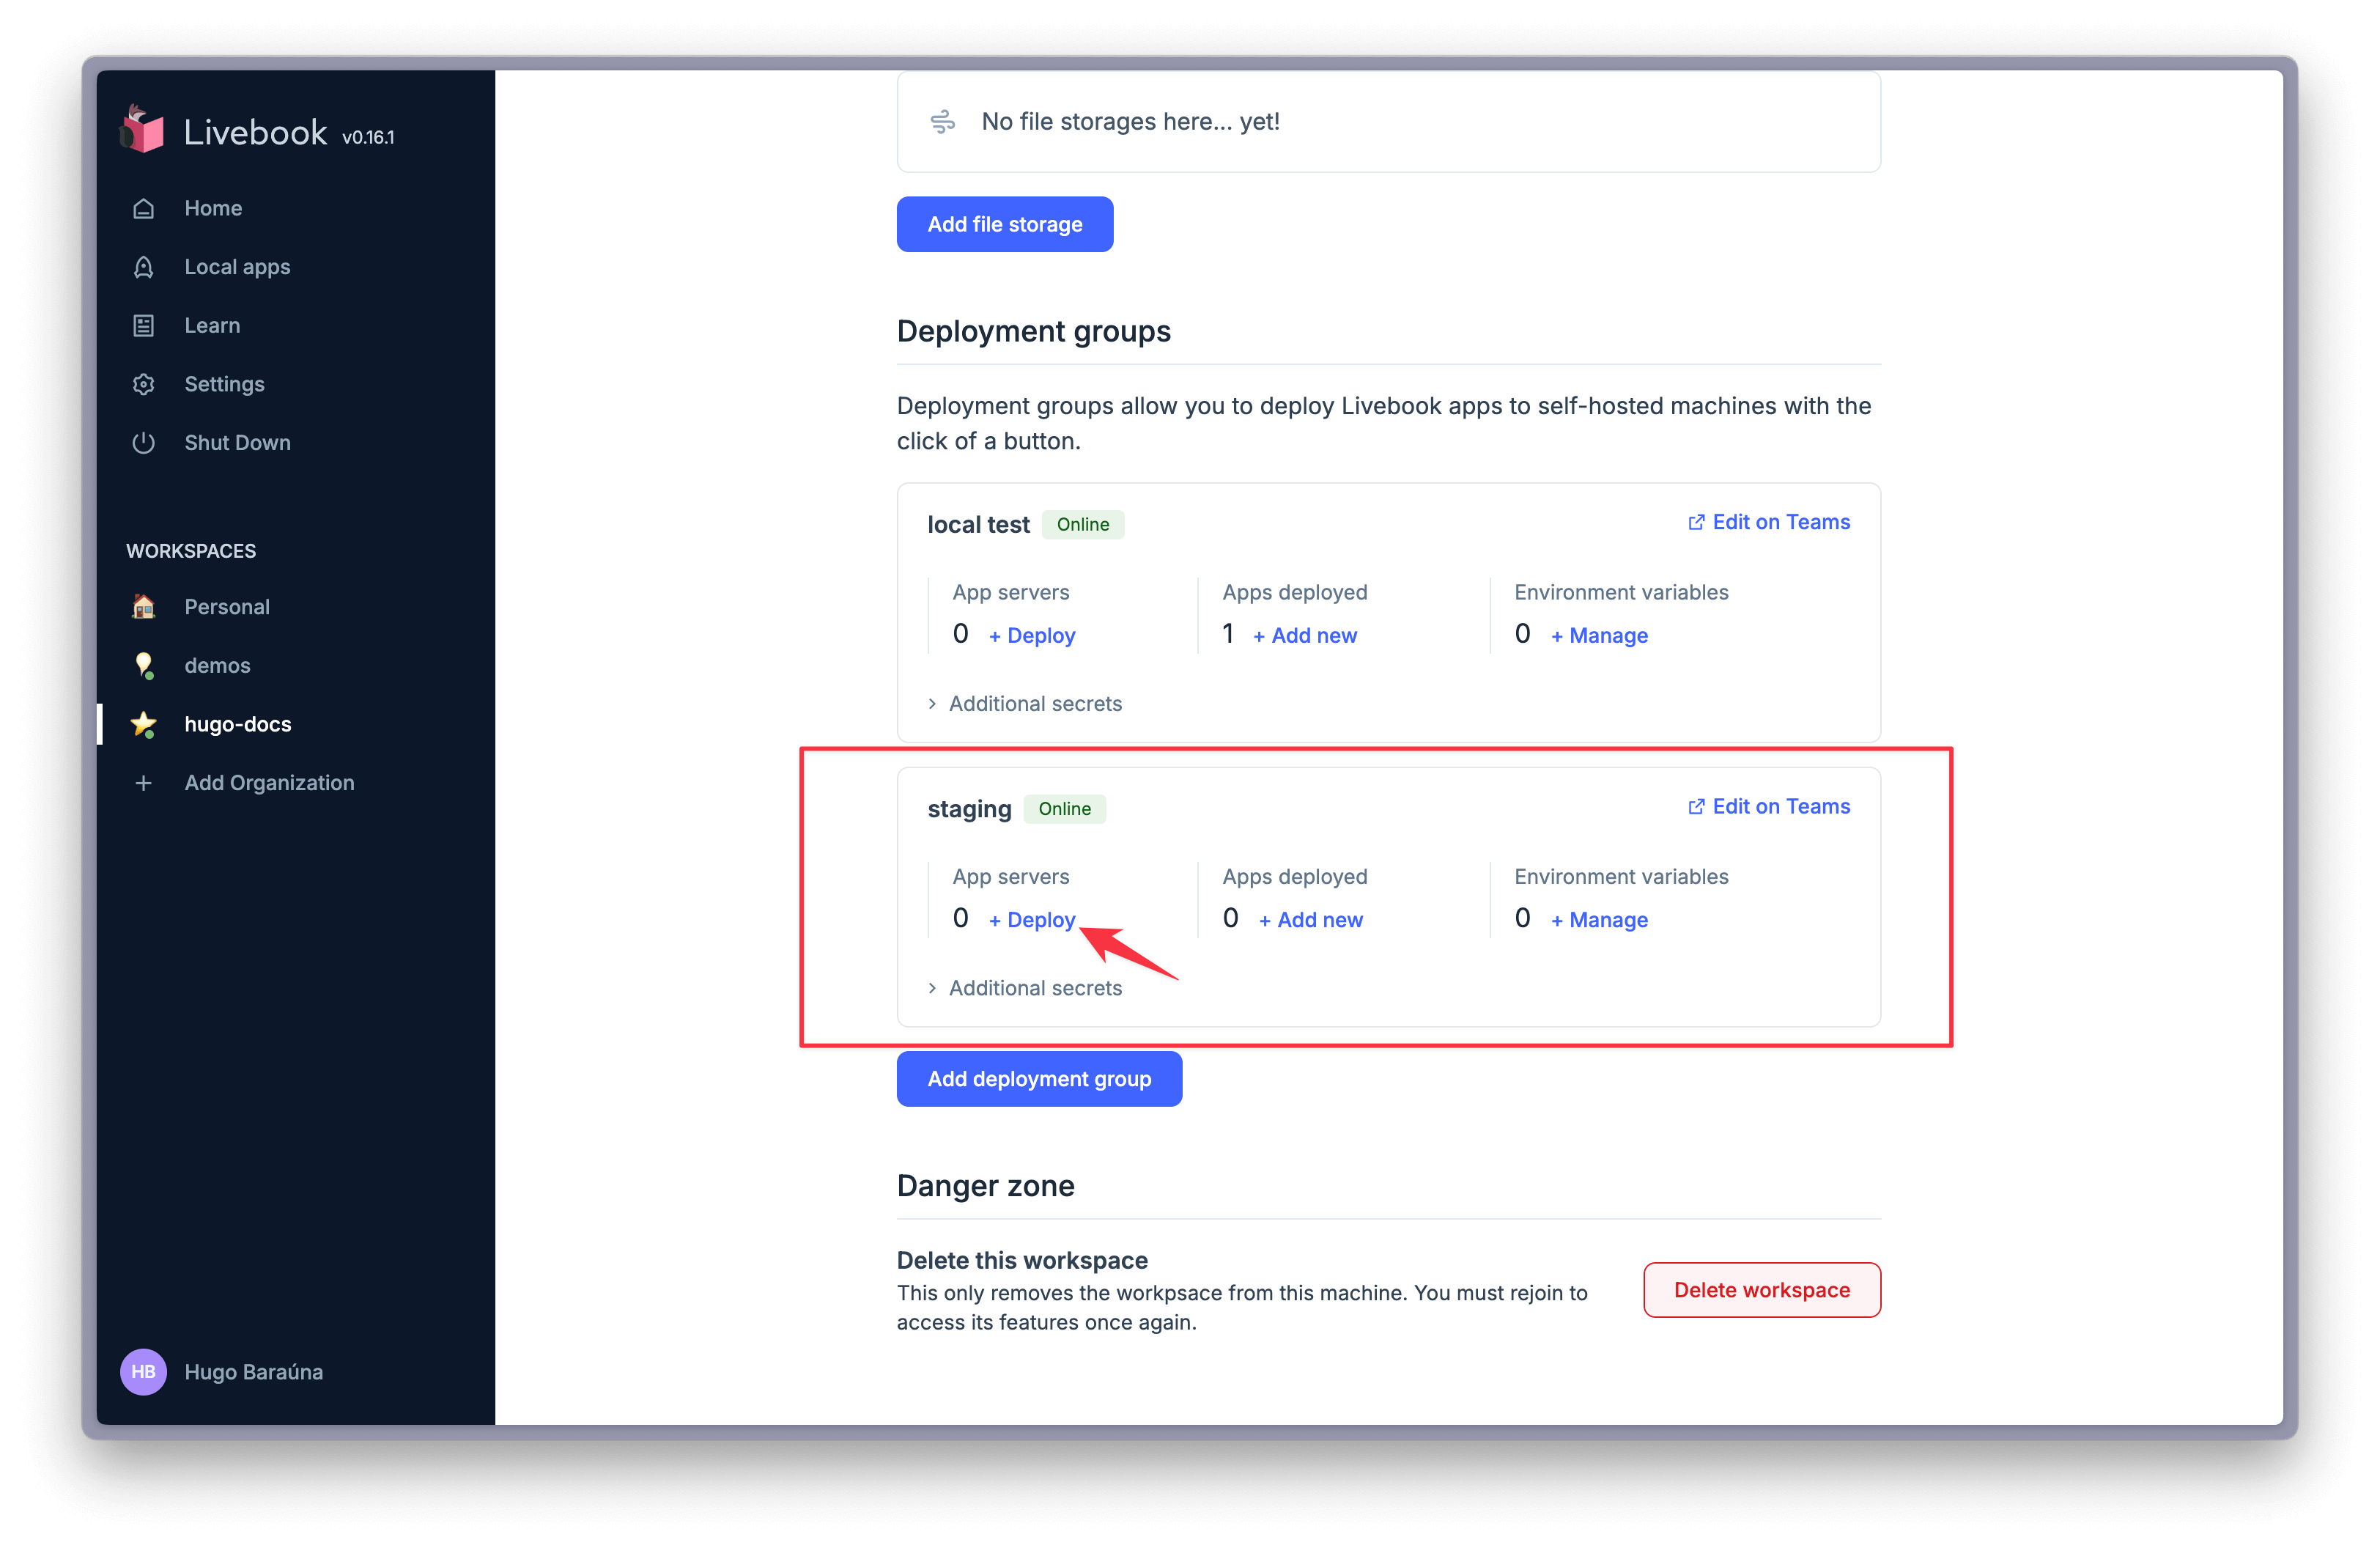 Livebook v0.16.1
Home
Local apps
Learn
Settings
Shut Down
WORKSPACES
Personal
demos
hugo-docs
Add Organization
HB Hugo Baraúna
No file storages here... yet!
Add file storage
Deployment groups
Deployment groups allow you to deploy Livebook apps to self-hosted machines with the
click of a button.
local test Online Edit on Teams
App servers Apps deployed Environment variables
0 + Deploy 1 + Add new 0 + Manage
Additional secrets
staging Online Edit on Teams
App servers Apps deployed Environment variables
0 + Deploy 0 + Add new 0 + Manage
Additional secrets
Add deployment group
Danger zone
Delete this workspace
This only removes the workpsace from this machine. You must rejoin to
access its features once again.
Delete workspace